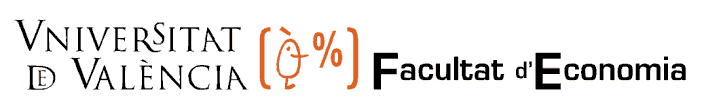 VNIVERSITAT
DE VALÈNCIA
[ò%] Facultat d'Economia